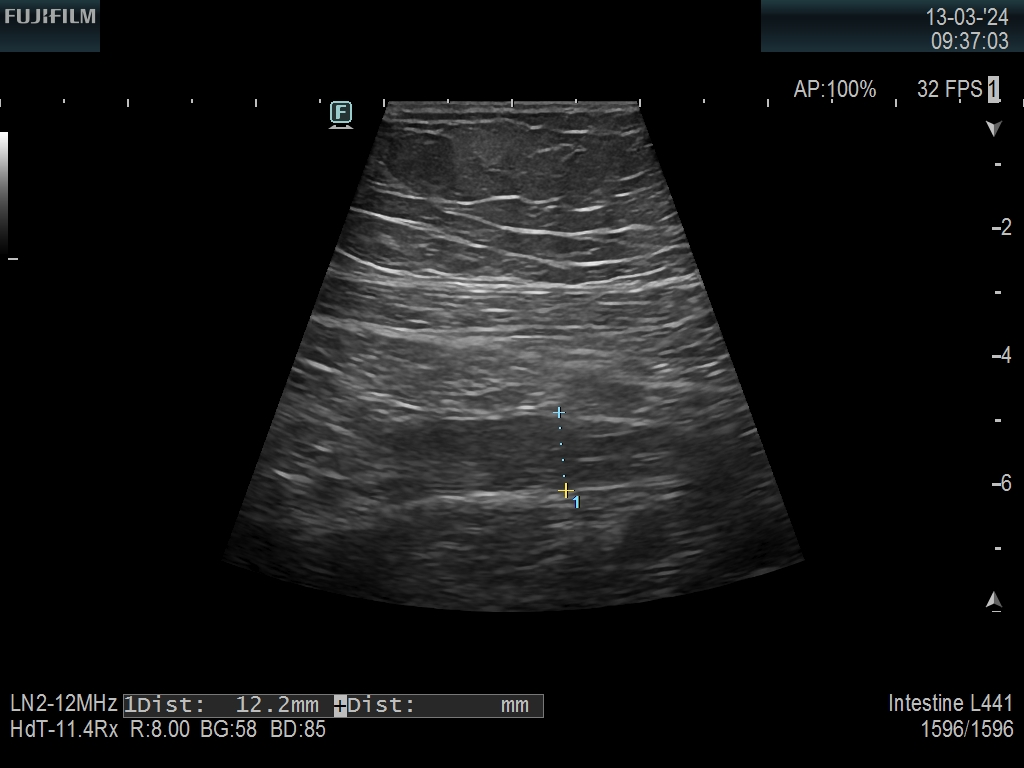 FUJIFILM
13-03-'24
09:37:03
AP:100% 32 FPS 1
F
2
4
6
1
LN2-12MHz 1Dist: 12.2mm +Dist: mm
HdT-11.4Rx R:8.00 BG:58 BD:85
Intestine L441
1596/1596